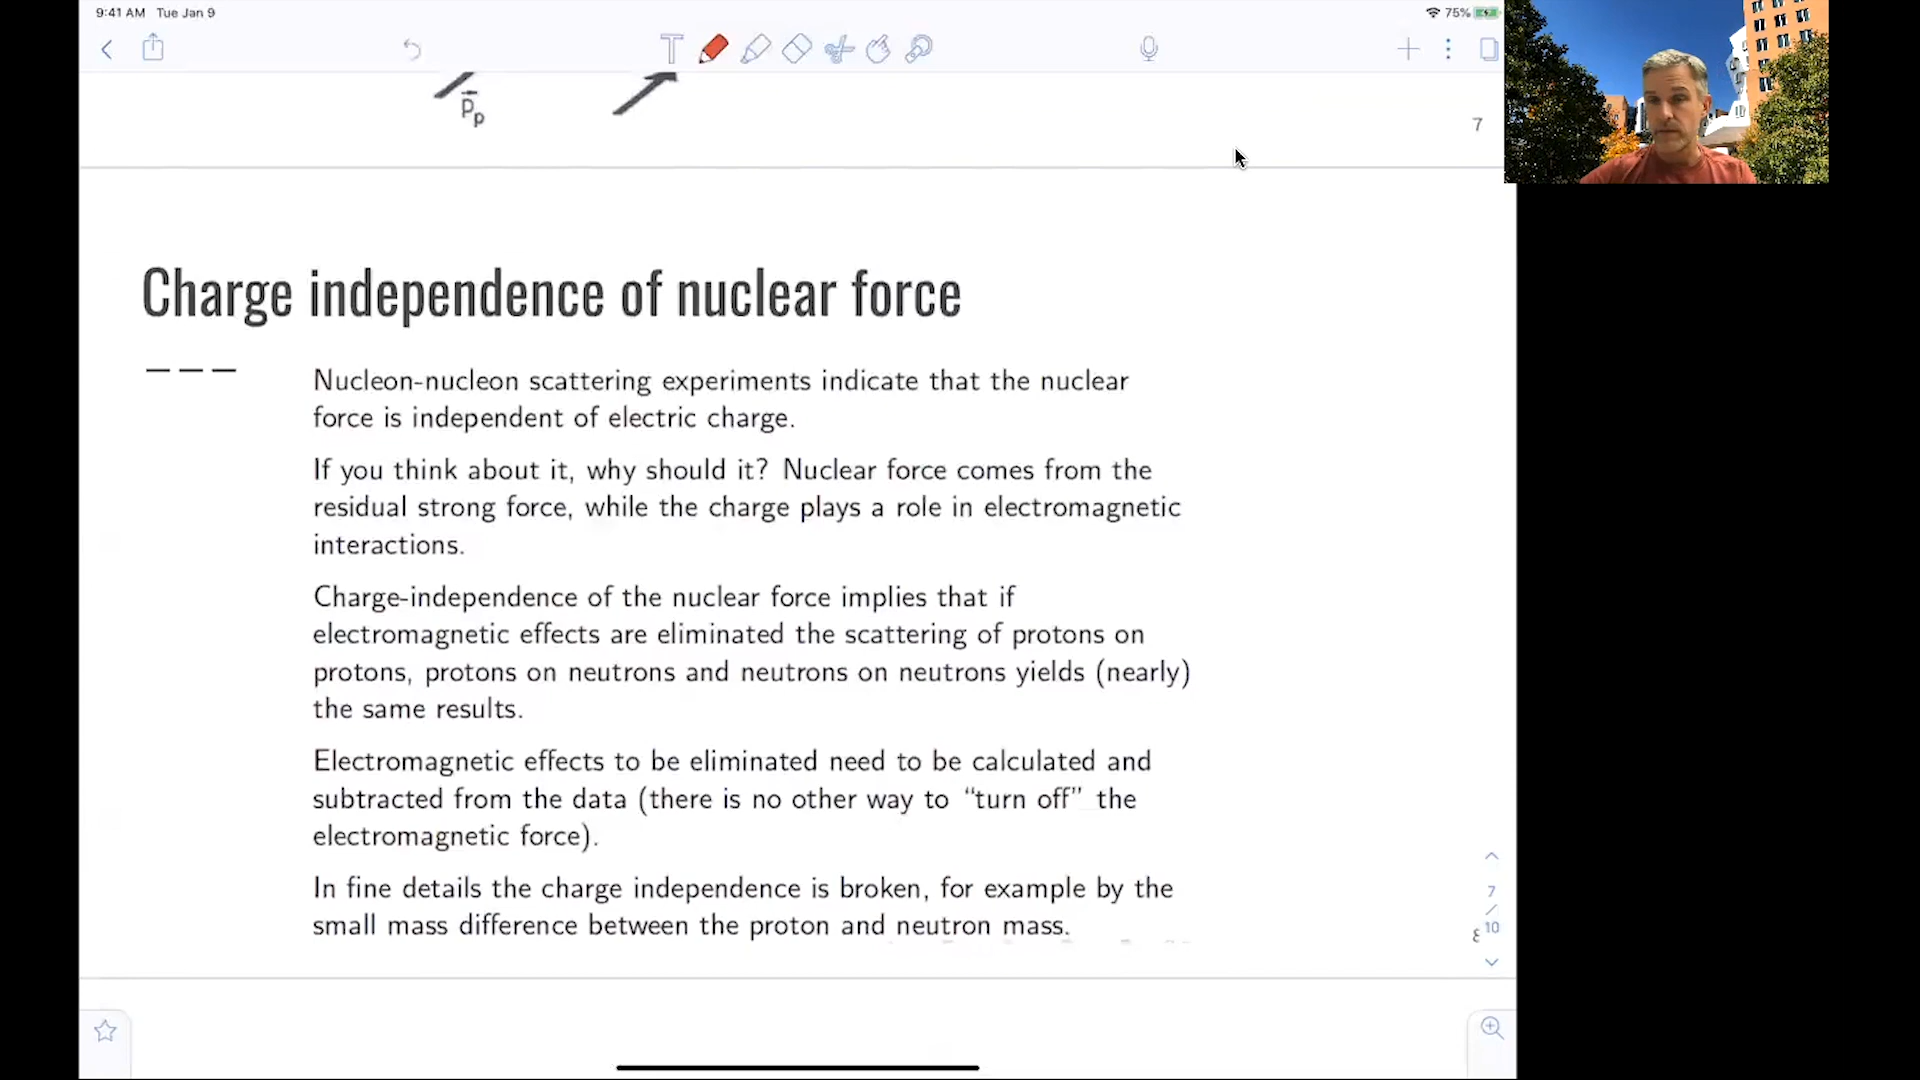 9:41 AM Tue Jan 9
75%
T
p⃗p
7
Charge independence of nuclear force
Nucleon-nucleon scattering experiments indicate that the nuclear
force is independent of electric charge.
If you think about it, why should it? Nuclear force comes from the
residual strong force, while the charge plays a role in electromagnetic
interactions.
Charge-independence of the nuclear force implies that if
electromagnetic effects are eliminated the scattering of protons on
protons, protons on neutrons and neutrons on neutrons yields (nearly)
the same results.
Electromagnetic effects to be eliminated need to be calculated and
subtracted from the data (there is no other way to “turn off” the
electromagnetic force).
In fine details the charge independence is broken, for example by the
small mass difference between the proton and neutron mass.
7
/
10